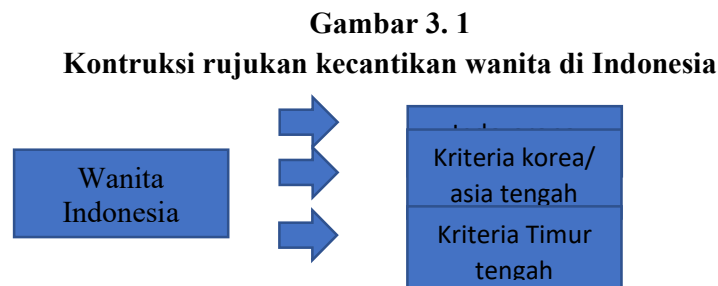 Gambar 3. 1
Kontruksi rujukan kecantikan wanita di Indonesia
Wanita
Indonesia
Kriteria korea/
asia tengah
Kriteria Timur
tengah